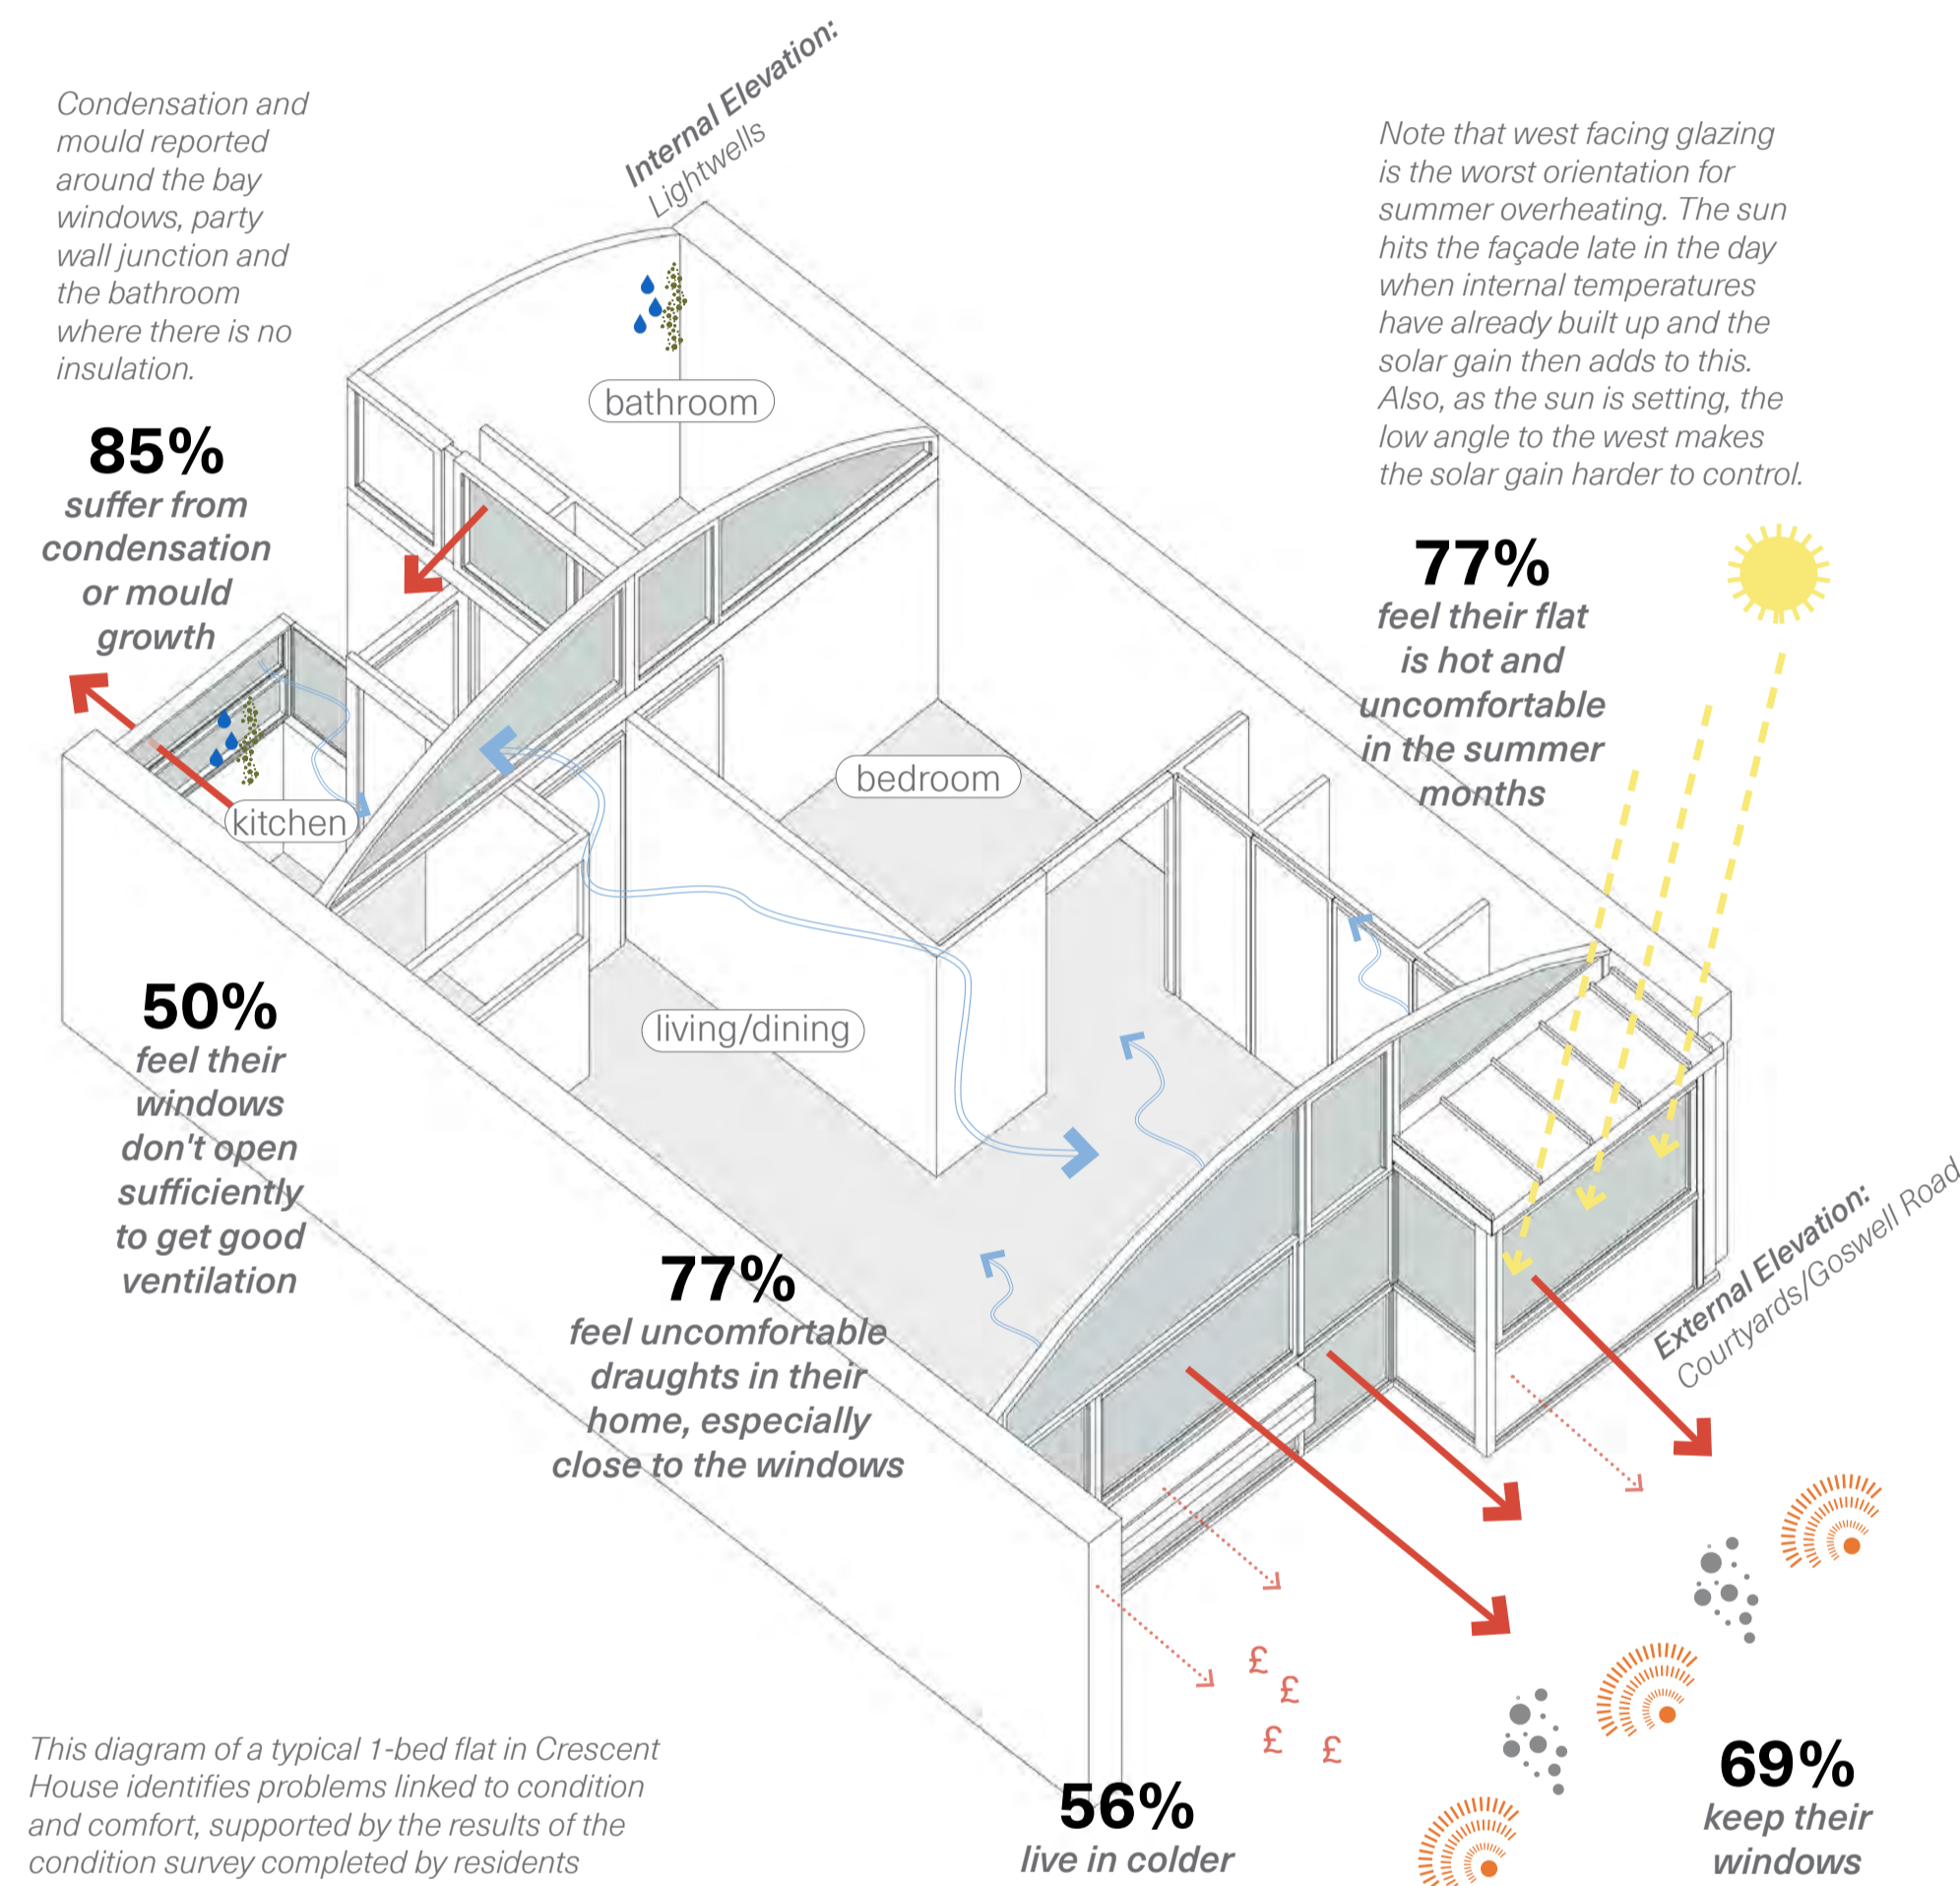 Internal Elevation:
Lightwells
Condensation and
mould reported
around the bay
windows, party
wall junction and
the bathroom
where there is no
insulation.
85%
suffer from
condensation
or mould
growth
Note that west facing glazing
is the worst orientation for
summer overheating. The sun
hits the façade late in the day
when internal temperatures
have already built up and the
solar gain then adds to this.
Also, as the sun is setting, the
low angle to the west makes
the solar gain harder to control.
77%
feel their flat
is hot and
uncomfortable
in the summer
months
bathroom
bedroom
kitchen
living/dining
50%
feel their
windows
don't open
sufficiently
to get good
ventilation
77%
feel uncomfortable
draughts in their
home, especially
close to the windows
External Elevation:
Courtyards/Goswell Road
£
£
£ £
This diagram of a typical 1-bed flat in Crescent
House identifies problems linked to condition
and comfort, supported by the results of the
condition survey completed by residents
56%
live in colder
69%
keep their
windows